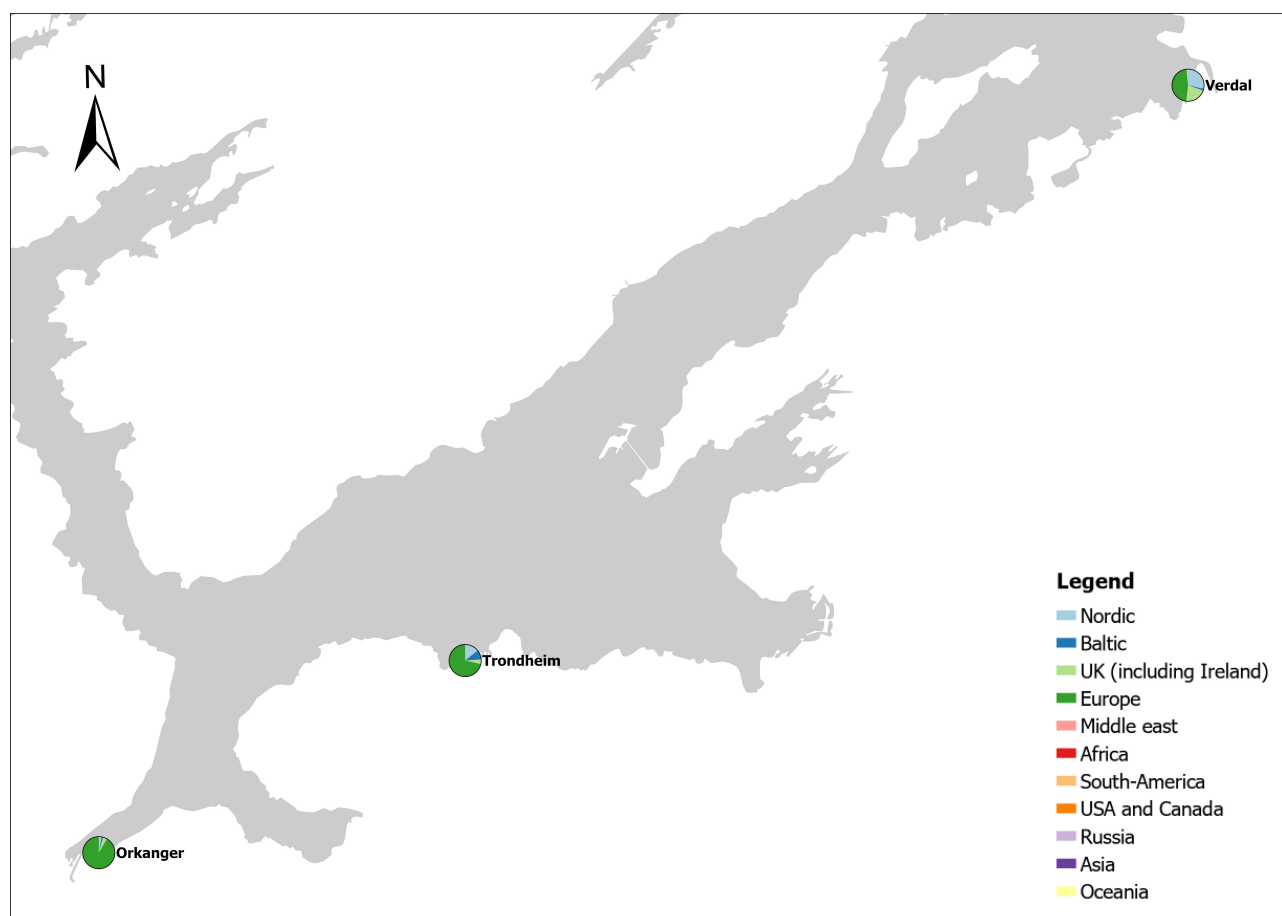 N
Verdal
Trondheim
Orkanger
Legend
Nordic
Baltic
UK (including Ireland)
Europe
Middle east
Africa
South-America
USA and Canada
Russia
Asia
Oceania